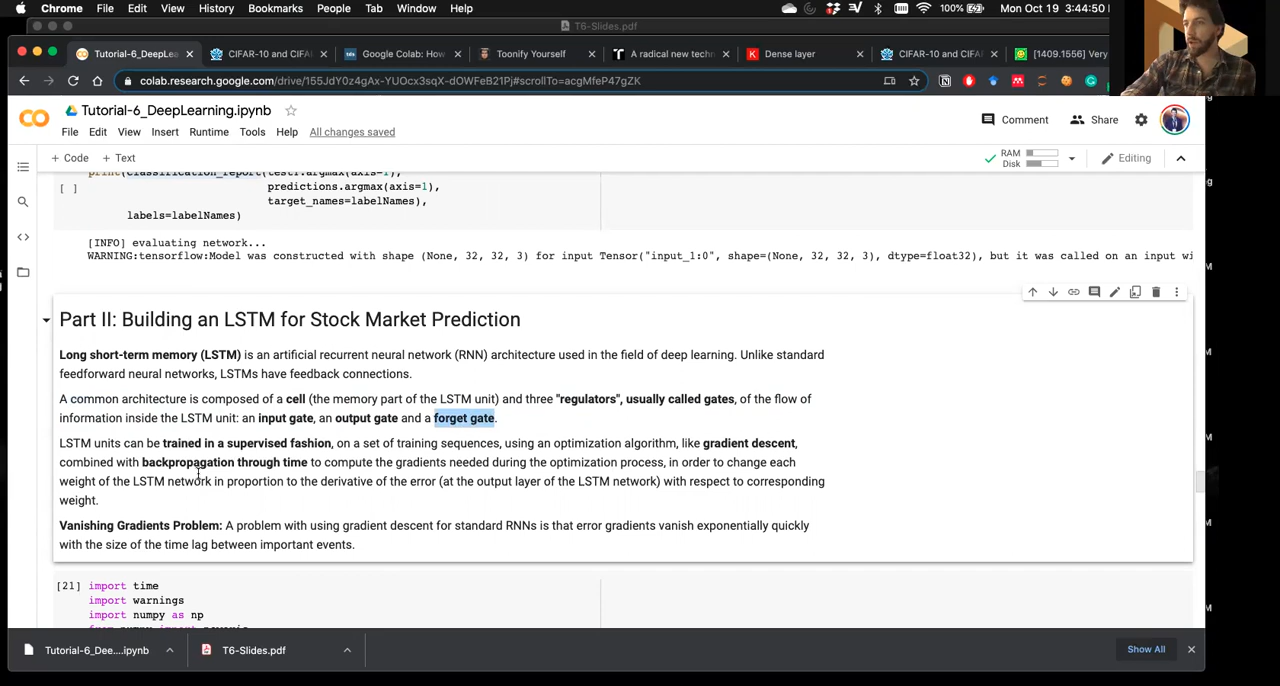 Chrome File Edit View History Bookmarks People Tab Window Help 100% Mon Oct 19 3:44:50
T6-Slides.pdf
Tutorial-6_DeepLea CIFAR-10 and CIFA Google Colab: How Toonify Yourself A radical new techn Dense layer CIFAR-10 and CIFA [1409.1556] Very
colab.research.google.com/drive/155JdY0z4gAx-YUOcx3sqX-dOWFeB21Pj#scrollTo=acgMfeP47gZK
Tutorial-6_DeepLearning.ipynb
Comment Share
File Edit View Insert Runtime Tools Help All changes saved
+ Code + Text RAM Disk Editing
print(classification_report(testY.argmax(axis=1),
[ ] predictions.argmax(axis=1),
target_names=labelNames),
labels=labelNames)
[INFO] evaluating network...
WARNING:tensorflow:Model was constructed with shape (None, 32, 32, 3) for input Tensor("input_1:0", shape=(None, 32, 32, 3), dtype=float32), but it was called on an input wi
Part II: Building an LSTM for Stock Market Prediction
Long short-term memory (LSTM) is an artificial recurrent neural network (RNN) architecture used in the field of deep learning. Unlike standard
feedforward neural networks, LSTMs have feedback connections.
A common architecture is composed of a cell (the memory part of the LSTM unit) and three "regulators", usually called gates, of the flow of
information inside the LSTM unit: an input gate, an output gate and a forget gate.
LSTM units can be trained in a supervised fashion, on a set of training sequences, using an optimization algorithm, like gradient descent,
combined with backpropagation through time to compute the gradients needed during the optimization process, in order to change each
weight of the LSTM network in proportion to the derivative of the error (at the output layer of the LSTM network) with respect to corresponding
weight.
Vanishing Gradients Problem: A problem with using gradient descent for standard RNNs is that error gradients vanish exponentially quickly
with the size of the time lag between important events.
[21] import time
import warnings
import numpy as np
Tutorial-6_Dee....ipynb T6-Slides.pdf Show All